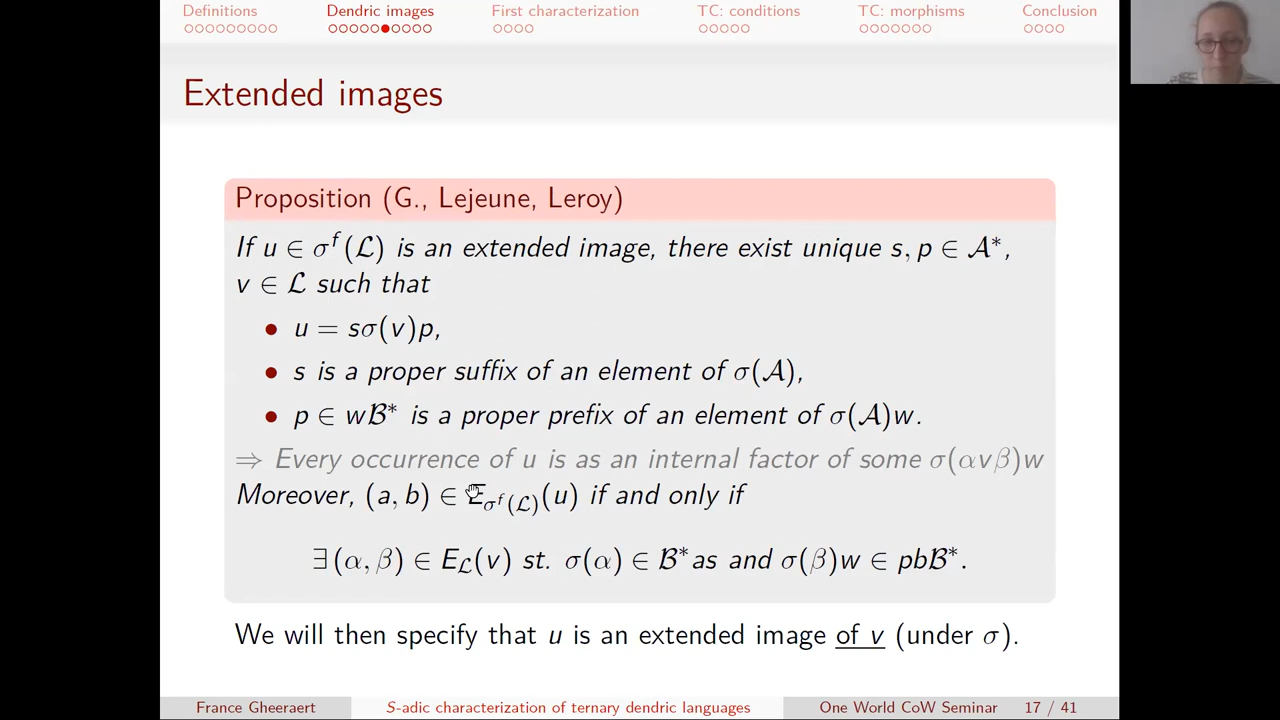 Definitions
Dendric images
First characterization
TC: conditions
TC: morphisms
Conclusion
Extended images
Proposition (G., Lejeune, Leroy)
If u ∈ σᶠ(ℒ) is an extended image, there exist unique s, p ∈ 𝒜*,
v ∈ ℒ such that
• u = sσ(v)p,
• s is a proper suffix of an element of σ(𝒜),
• p ∈ wℬ* is a proper prefix of an element of σ(𝒜)w.
⇒ Every occurrence of u is as an internal factor of some σ(αvβ)w
Moreover, (a, b) ∈ E_{σᶠ(ℒ)}(u) if and only if
∃ (α, β) ∈ E_ℒ(v) st. σ(α) ∈ ℬ*as and σ(β)w ∈ pbℬ*.
We will then specify that u is an extended image of v (under σ).
France Gheeraert
S-adic characterization of ternary dendric languages
One World CoW Seminar
17 / 41